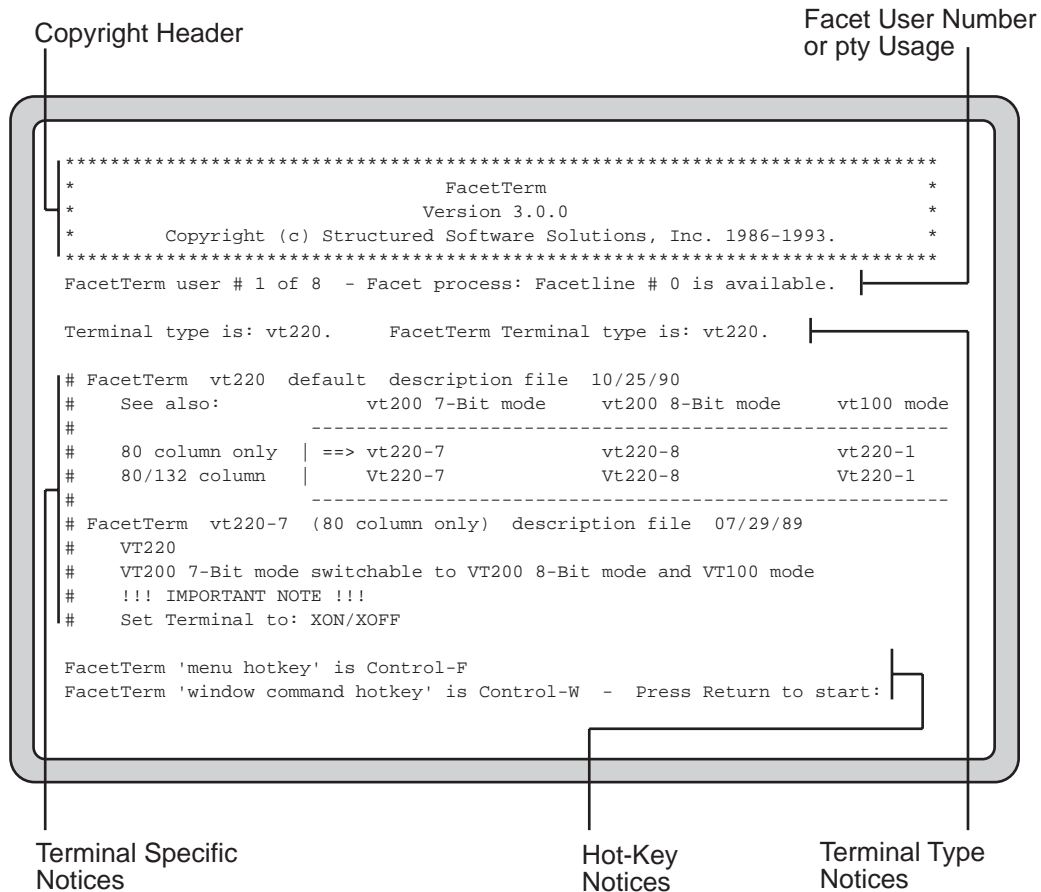 Copyright Header
Facet User Number
or pty Usage
******************************************************************************
*                                 FacetTerm                                  *
*                               Version 3.0.0                                *
*        Copyright (c) Structured Software Solutions, Inc. 1986-1993.        *
******************************************************************************
FacetTerm user # 1 of 8  - Facet process: Facetline # 0 is available.
Terminal type is: vt220.     FacetTerm Terminal type is: vt220.
# FacetTerm  vt220  default  description file  10/25/90
#    See also:             vt200 7-Bit mode     vt200 8-Bit mode     vt100 mode
#                     ---------------------------------------------------------
#    80 column only  | ==> vt220-7              vt220-8              vt220-1
#    80/132 column   |     Vt220-7              Vt220-8              Vt220-1
#                     ---------------------------------------------------------
# FacetTerm  vt220-7  (80 column only)  description file  07/29/89
#    VT220
#    VT200 7-Bit mode switchable to VT200 8-Bit mode and VT100 mode
#    !!! IMPORTANT NOTE !!!
#    Set Terminal to: XON/XOFF
FacetTerm 'menu hotkey' is Control-F
FacetTerm 'window command hotkey' is Control-W  -  Press Return to start:
Terminal Specific
Notices
Hot-Key
Notices
Terminal Type
Notices